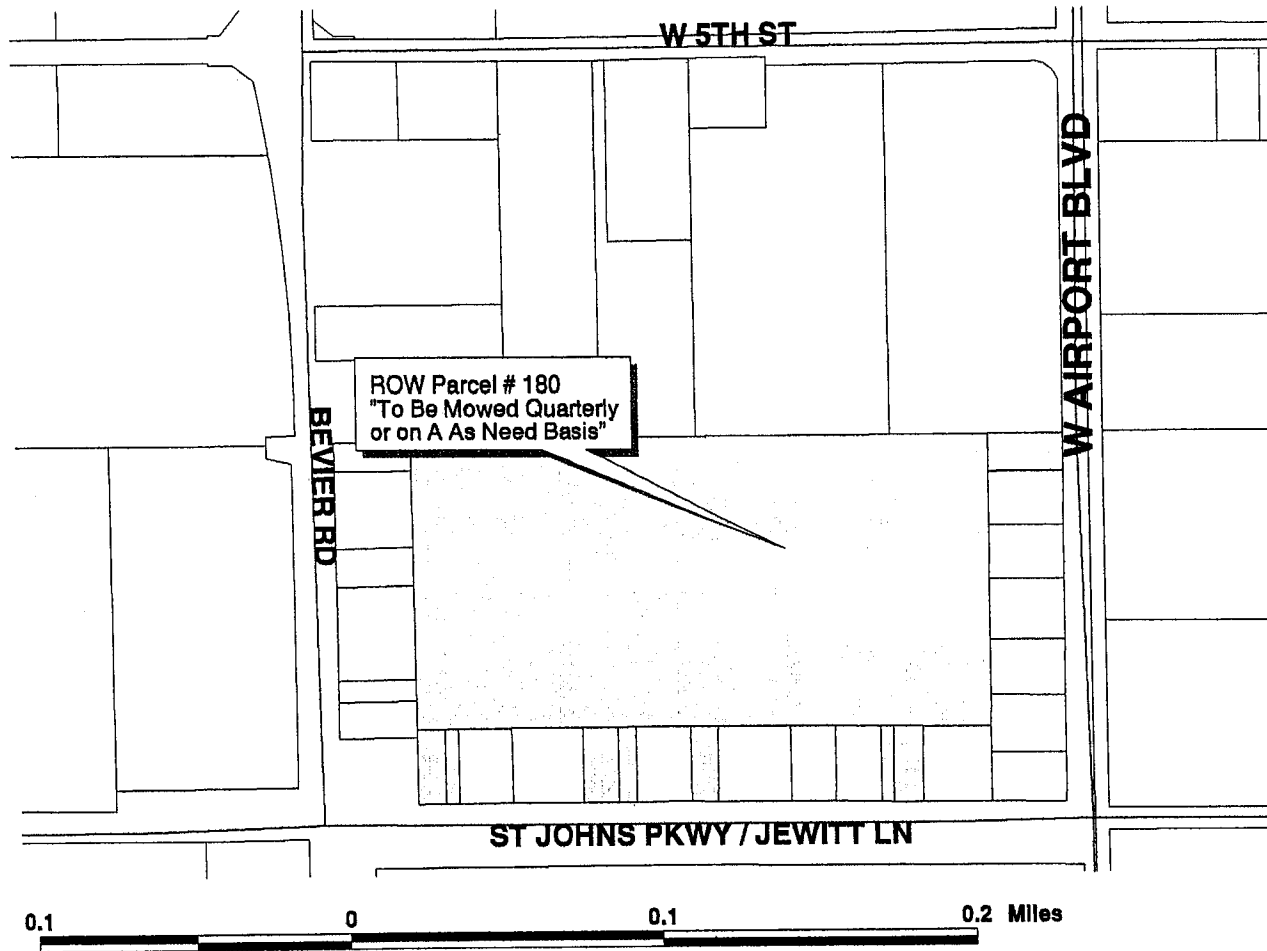 W 5TH ST
W AIRPORT BLVD
ROW Parcel # 180
"To Be Mowed Quarterly
or on A As Need Basis"
BEVIER RD
ST JOHNS PKWY / JEWITT LN
0.1 0 0.1 0.2 Miles